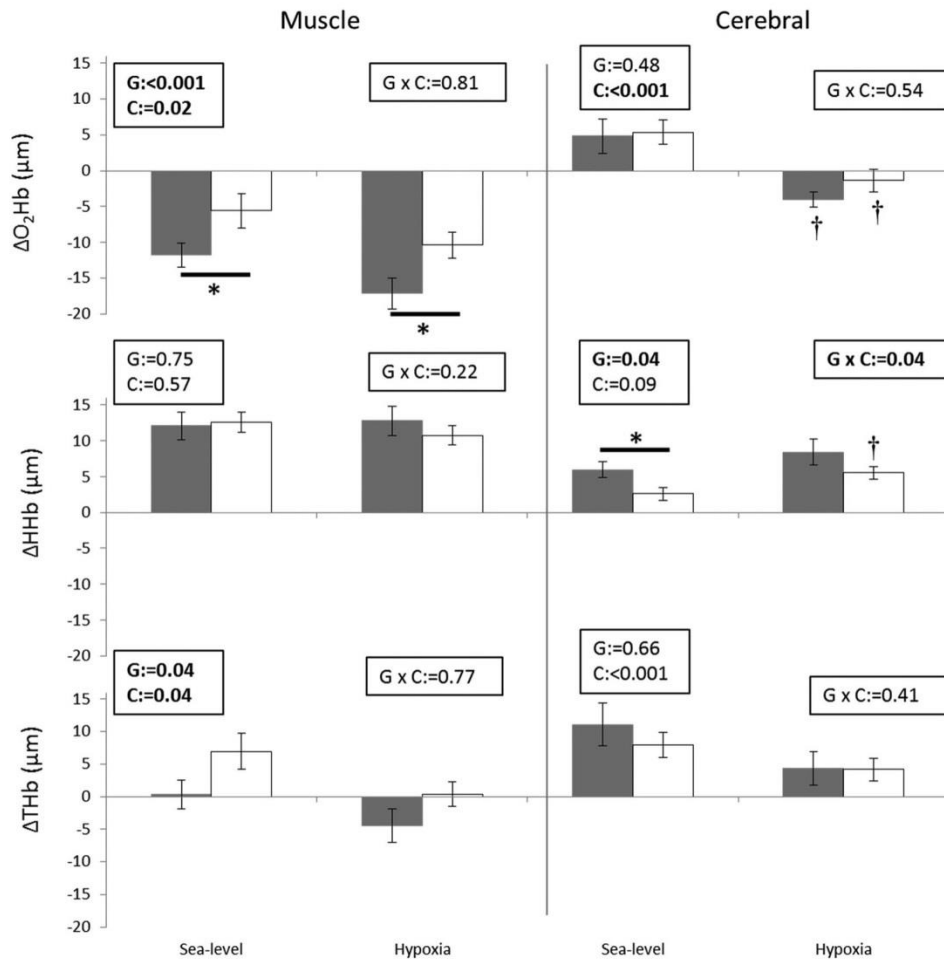 Muscle
Cerebral
ΔO₂Hb (μm)
15
10
5
0
-5
-10
-15
-20
G:<0.001
C:=0.02
G x C:=0.81
G:=0.48
C:<0.001
G x C:=0.54
*
*
†
†
ΔHHb (μm)
15
10
5
0
-5
-10
-15
-20
G:=0.75
C:=0.57
G x C:=0.22
G:=0.04
C:=0.09
G x C:=0.04
*
†
ΔTHb (μm)
15
10
5
0
-5
-10
-15
-20
G:=0.04
C:=0.04
G x C:=0.77
G:=0.66
C:<0.001
G x C:=0.41
Sea-level
Hypoxia
Sea-level
Hypoxia